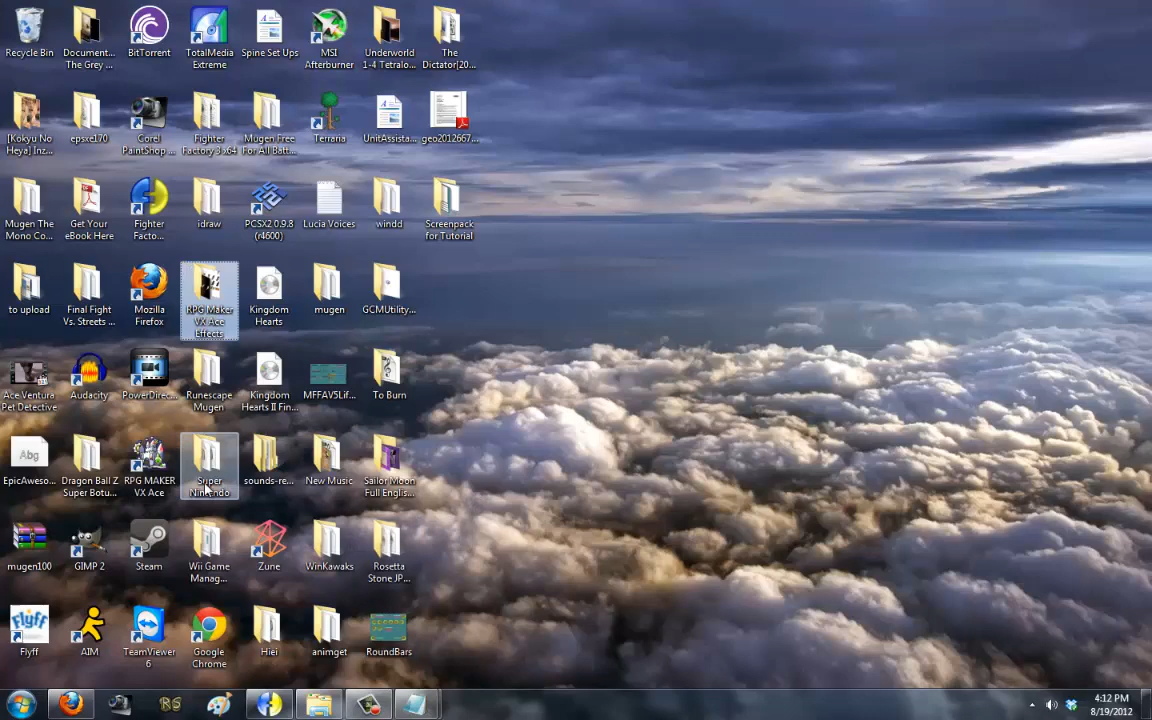 Recycle Bin
Document...
The Grey ...
BitTorrent
TotalMedia
Extreme
Spine Set Ups
MSI
Afterburner
Underworld
1-4 Tetralo...
The
Dictator[20...
[Kokyu No
Heya] Inz...
epsxe170
Corel
PaintShop ...
Fighter
Factory 3 x64
Mugen Free
For All Batt...
Terraria
UnitAssista...
geo2012667...
Mugen The
Mono Co...
Get Your
eBook Here
Fighter
Facto...
idraw
PCSX2 0.9.8
(r4600)
Lucia Voices
windd
Screenpack
for Tutorial
to upload
Final Fight
Vs. Streets ...
Mozilla
Firefox
RPG Maker
VX Ace
Effects
Kingdom
Hearts
mugen
GCMUtility...
Ace Ventura
Pet Detective
Audacity
PowerDirec...
Runescape
Mugen
Kingdom
Hearts II Fin...
MFFAV5Lif...
To Burn
Abg
EpicAweso...
Dragon Ball Z
Super Butu...
RPG MAKER
VX Ace
Super
Nintendo
sounds-re...
New Music
Sailor Moon
Full Englis...
mugen100
GIMP 2
Steam
Wii Game
Manag...
Zune
WinKawaks
Rosetta
Stone JP...
Flyff
Flyff
AIM
TeamViewer
6
Google
Chrome
Hiei
animget
RoundBars
RS
4:12 PM
8/19/2012